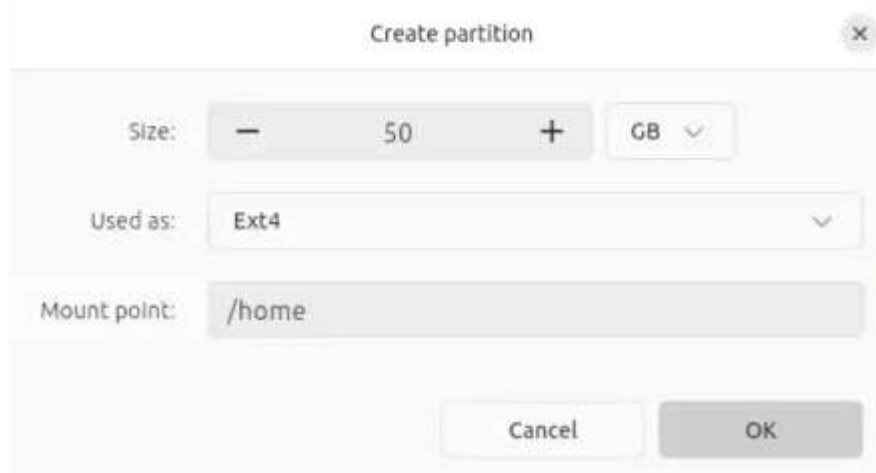 Create partition
Size: − 50 + GB
Used as: Ext4
Mount point: /home
Cancel OK